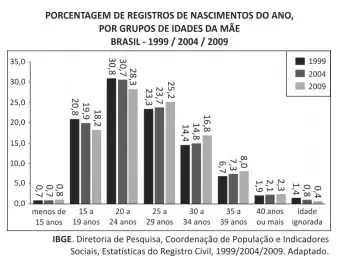 PORCENTAGEM DE REGISTROS DE NASCIMENTOS DO ANO,
POR GRUPOS DE IDADES DA MÃE
BRASIL - 1999 / 2004 / 2009
35,0
30,0
25,0
20,0
15,0
10,0
5,0
0,0
1999
2004
2009
0,7 0,7 0,8
20,8 19,9 18,2
30,8 30,7 28,3
23,3 23,7 25,2
14,4 14,8 16,8
6,7 7,3 8,0
1,9 2,1 2,3
1,4 0,8 0,4
menos de 15 a 20 a 25 a 30 a 35 a 40 anos idade
15 anos 19 anos 24 anos 29 anos 34 anos 39 anos ou mais ignorada
IBGE. Diretoria de Pesquisa, Coordenação de População e Indicadores
Sociais, Estatísticas do Registro Civil, 1999/2004/2009. Adaptado.